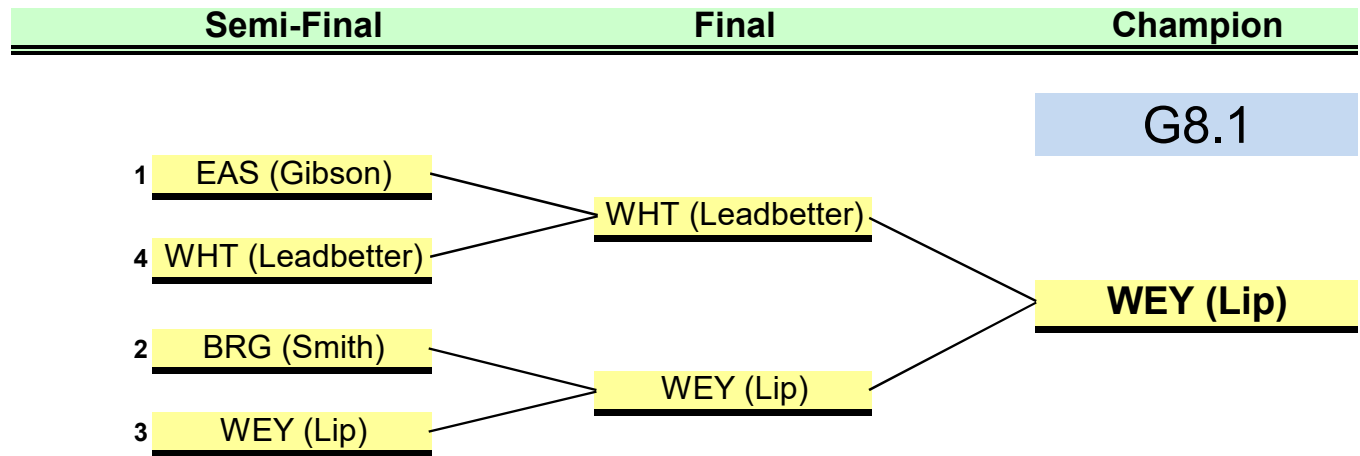 Semi-Final Final Champion
G8.1
1 EAS (Gibson)
WHT (Leadbetter)
4 WHT (Leadbetter)
WEY (Lip)
2 BRG (Smith)
WEY (Lip)
3 WEY (Lip)